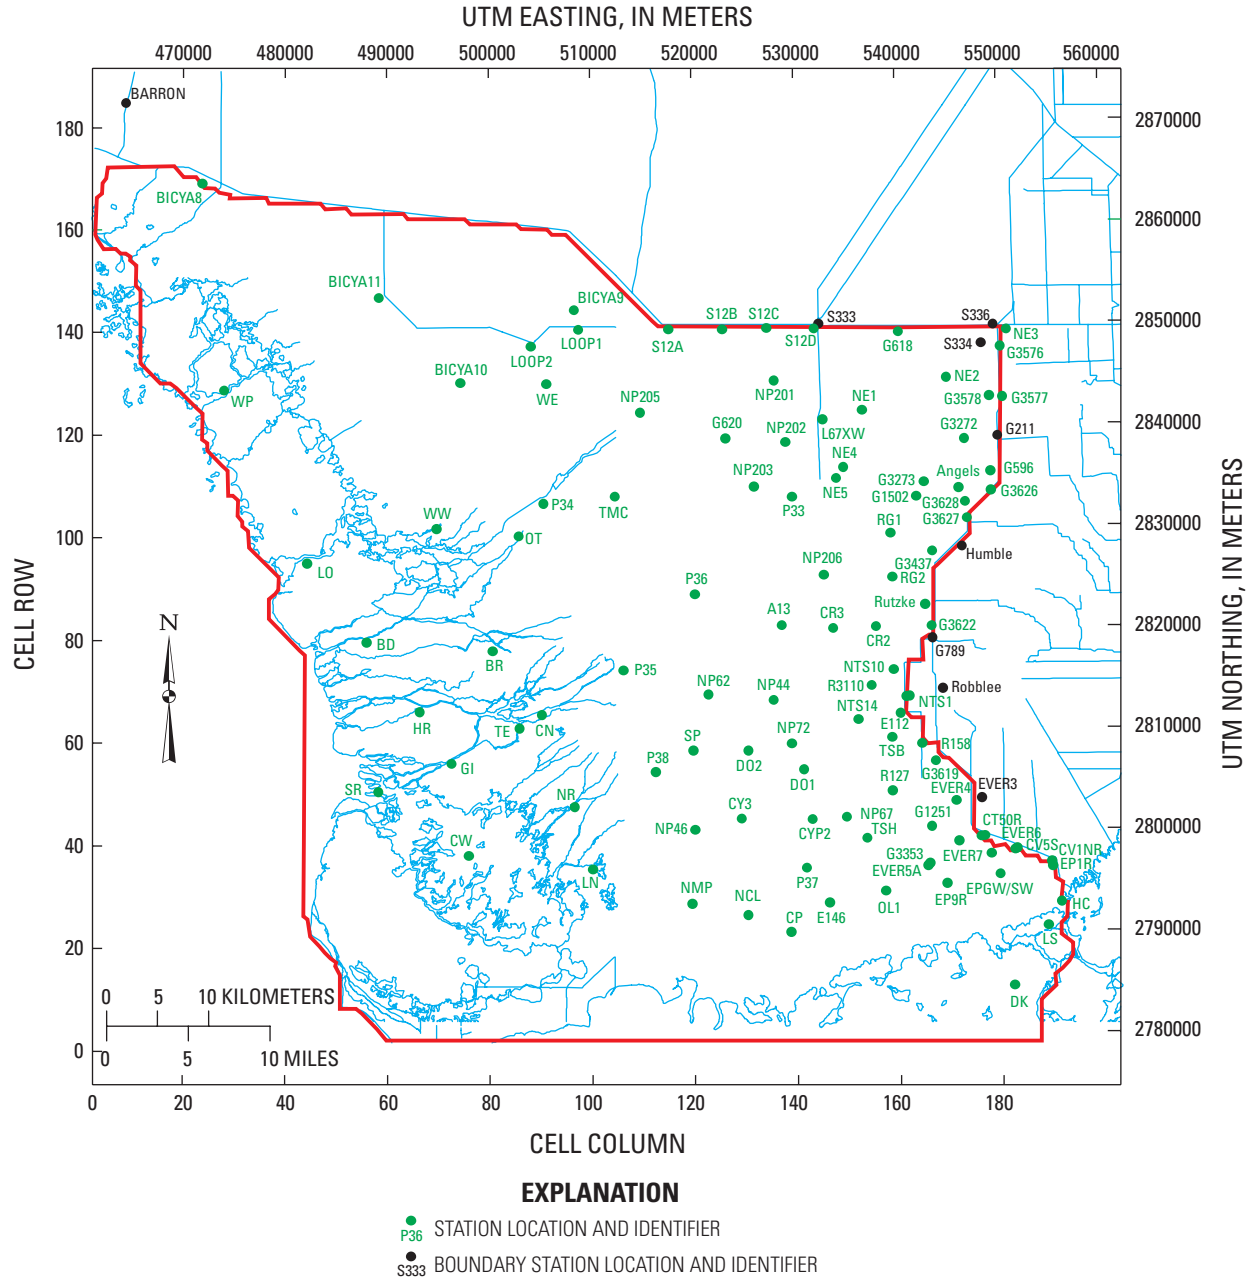 UTM EASTING, IN METERS
470000 480000 490000 500000 510000 520000 530000 540000 550000 560000
BARRON
180
2870000
BICYA8
160
2860000
BICYA11
BICYA9
S12B S12C S333 S336
2850000
140
LOOP1
S12A
S12D
G618
S334
NE3
LOOP2
G3576
BICYA10
WE
NP201
NE2
WP
NP205
NE1
G3578
G3577
2840000
G620
NP202
L67XW
G3272
G211
120
NE4
NP203
NE5
G3273
Angels
G596
G1502
G3628
G3626
P34
TMC
P33
G3627
2830000
WW
RG1
100
OT
Humble
LO
NP206
G3437
P36
RG2
N
A13
CR3
Rutzke
G3622
2820000
80
BD
BR
CR2
G789
P35
NTS10
NP62
NP44
R3110
Robblee
NTS14
NTS1
HR
TE
CN
E112
2810000
60
SP
NP72
TSB
R158
P38
DO2
DO1
G3619
R127
EVER4
EVER3
SR
GI
NR
CY3
G1251
NP46
CYP2
NP67
TSH
CT50R
EVER6
2800000
40
CW
G3353
EVER7
CV5S
CV1NR
EVER5A
EP1R
LN
P37
EPGW/SW
NMP
NCL
OL1
EP9R
HC
CP
E146
LS
2790000
20
DK
0 5 10 KILOMETERS
2780000
0
0 5 10 MILES
CELL ROW
UTM NORTHING, IN METERS
0 20 40 60 80 100 120 140 160 180
CELL COLUMN
EXPLANATION
P36 STATION LOCATION AND IDENTIFIER
S333 BOUNDARY STATION LOCATION AND IDENTIFIER